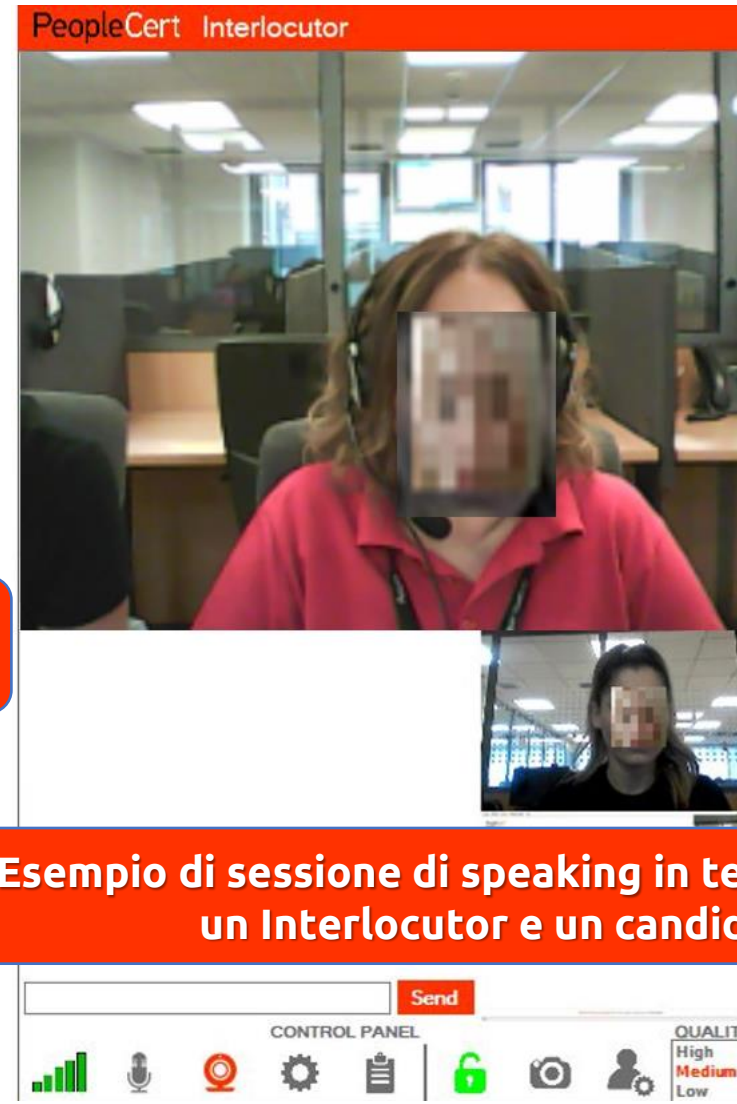 PeopleCert Interlocutor
Esempio di sessione di speaking in te
un Interlocutor e un candid
Send
CONTROL PANEL
QUALIT
High
Medium
Low